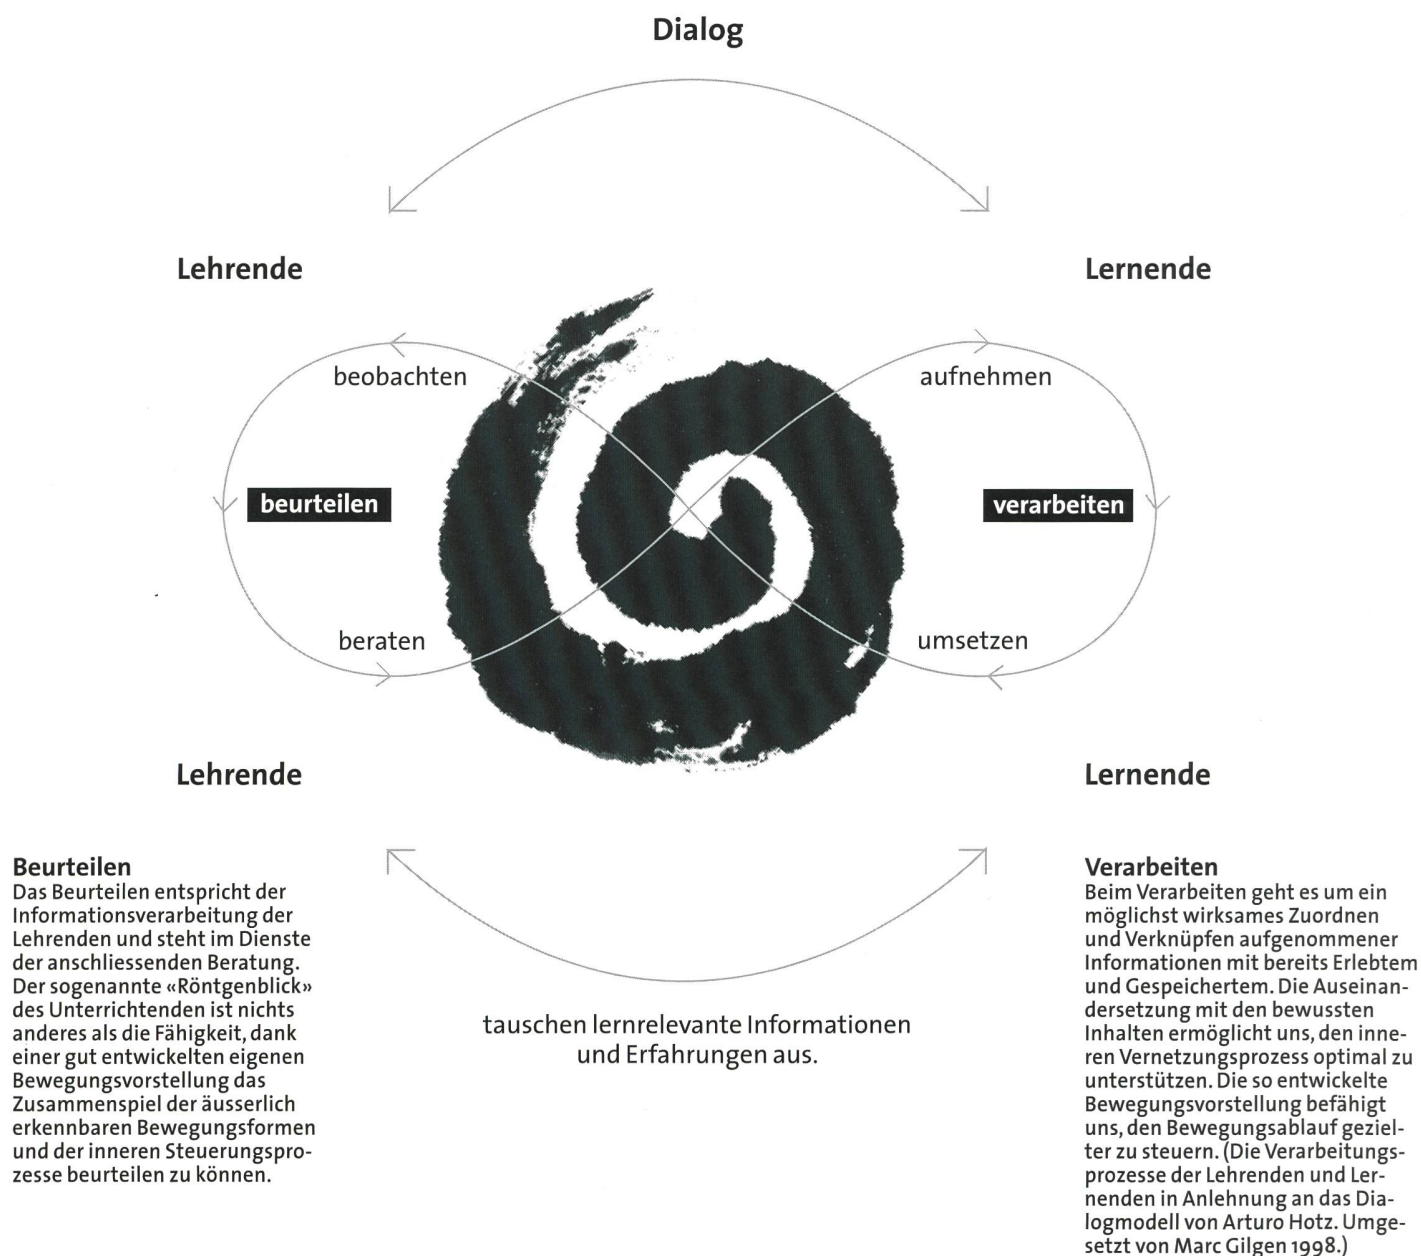 Dialog
Lehrende
Lernende
beobachten
aufnehmen
beurteilen
verarbeiten
beraten
umsetzen
Lehrende
Lernende
tauschen lernrelevante Informationen
und Erfahrungen aus.
Beurteilen
Das Beurteilen entspricht der
Informationsverarbeitung der
Lehrenden und steht im Dienste
der anschliessenden Beratung.
Der sogenannte «Röntgenblick»
des Unterrichtenden ist nichts
anderes als die Fähigkeit, dank
einer gut entwickelten eigenen
Bewegungsvorstellung das
Zusammenspiel der äusserlich
erkennbaren Bewegungsformen
und der inneren Steuerungspro-
zesse beurteilen zu können.
Verarbeiten
Beim Verarbeiten geht es um ein
möglichst wirksames Zuordnen
und Verknüpfen aufgenommener
Informationen mit bereits Erlebtem
und Gespeichertem. Die Auseinan-
dersetzung mit den bewussten
Inhalten ermöglicht uns, den inne-
ren Vernetzungsprozess optimal zu
unterstützen. Die so entwickelte
Bewegungsvorstellung befähigt
uns, den Bewegungsablauf geziel-
ter zu steuern. (Die Verarbeitungs-
prozesse der Lehrenden und Ler-
nenden in Anlehnung an das Dia-
logmodell von Arturo Hotz. Umge-
setzt von Marc Gilgen 1998.)